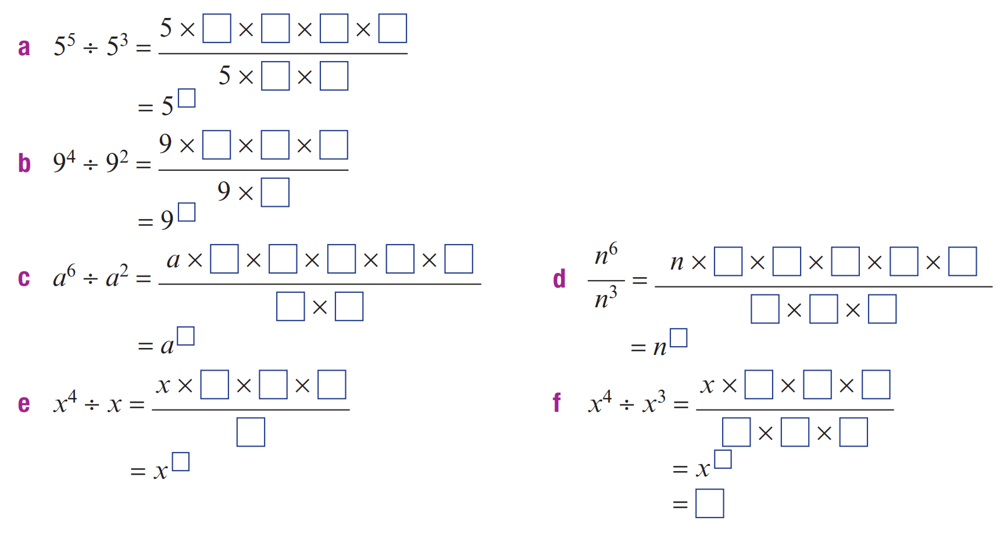 a 5⁵ ÷ 5³ = (5 × □ × □ × □ × □) / (5 × □ × □)
= 5^□
b 9⁴ ÷ 9² = (9 × □ × □ × □) / (9 × □)
= 9^□
c a⁶ ÷ a² = (a × □ × □ × □ × □ × □) / (□ × □)
= a^□
d n⁶ / n³ = (n × □ × □ × □ × □ × □) / (□ × □ × □)
= n^□
e x⁴ ÷ x = (x × □ × □ × □) / □
= x^□
f x⁴ ÷ x³ = (x × □ × □ × □) / (□ × □ × □)
= x^□
= □